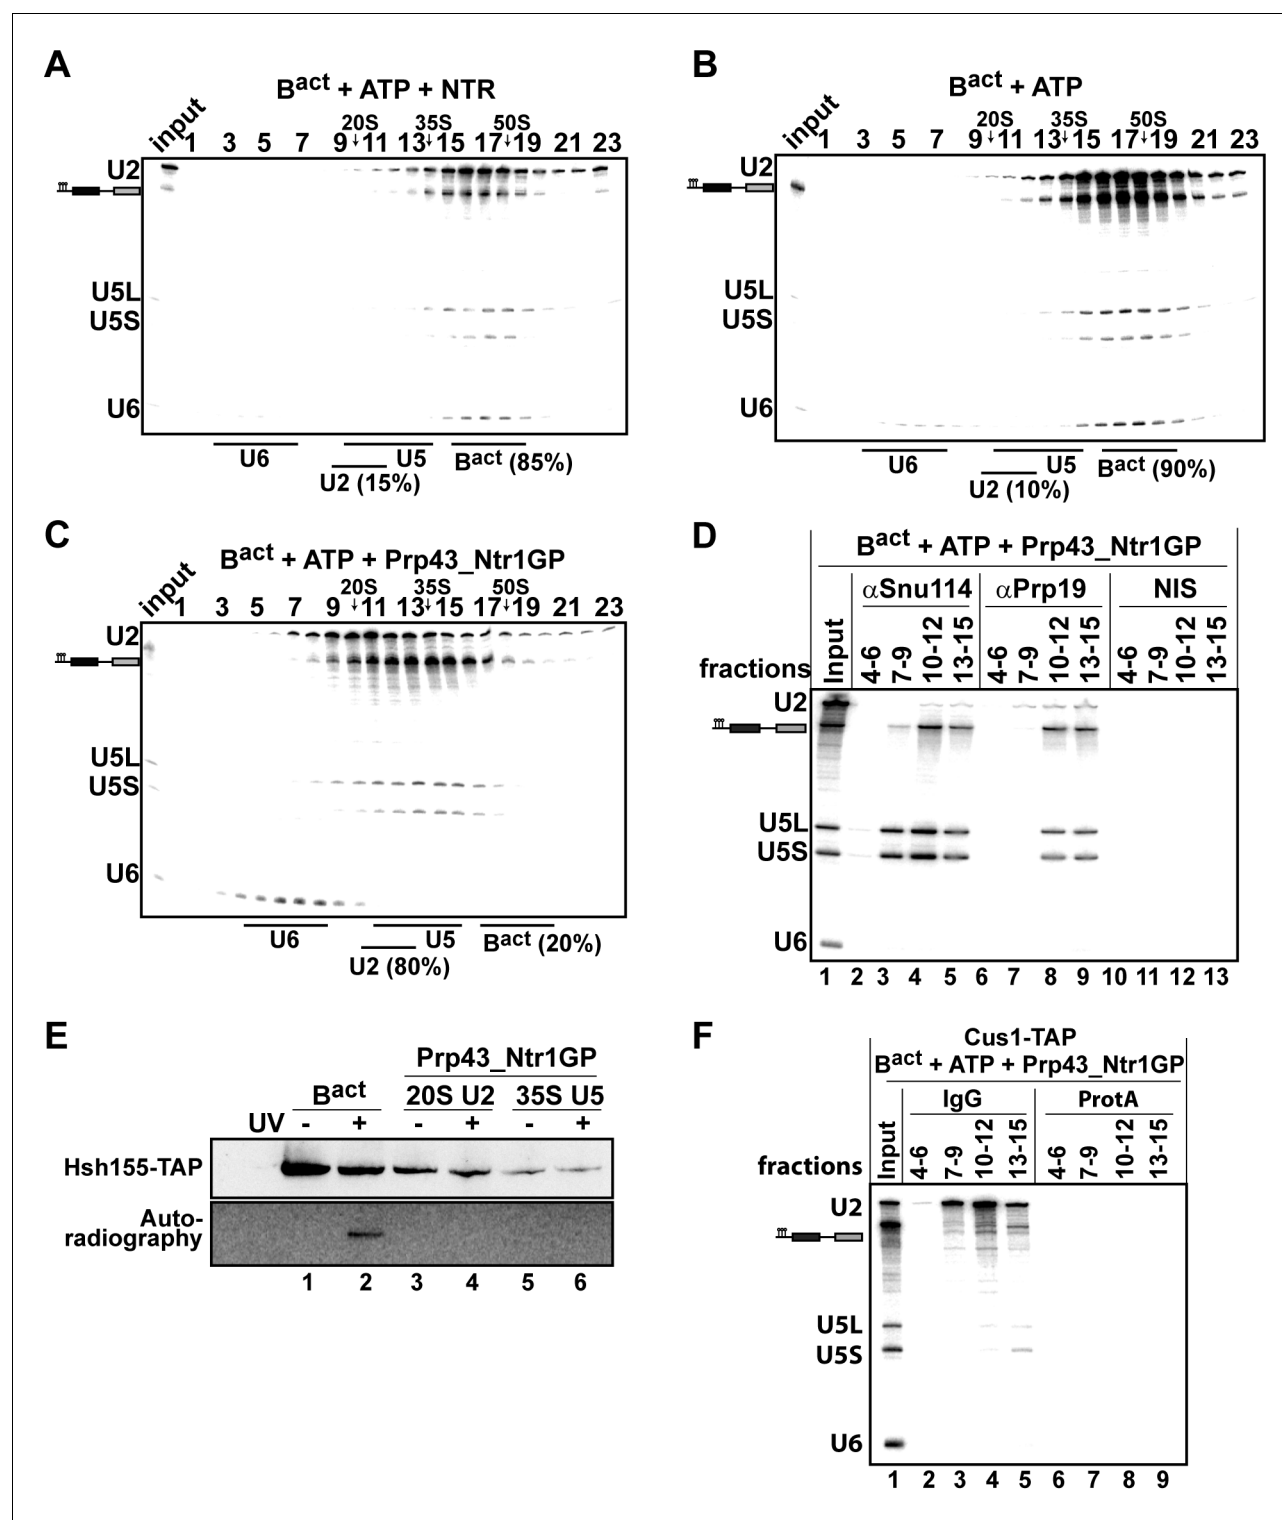 A
B^act + ATP + NTR
20S 35S 50S
input 1 3 5 7 9 11 13 15 17 19 21 23
U2
U5L
U5S
U6
U6 U5 B^act (85%)
U2 (15%)
B
B^act + ATP
20S 35S 50S
input 1 3 5 7 9 11 13 15 17 19 21 23
U2
U5L
U5S
U6
U6 U5 B^act (90%)
U2 (10%)
C
B^act + ATP + Prp43_Ntr1GP
20S 35S 50S
input 1 3 5 7 9 11 13 15 17 19 21 23
U2
U5L
U5S
U6
U6 U5 B^act (20%)
U2 (80%)
D
B^act + ATP + Prp43_Ntr1GP
αSnu114 αPrp19 NIS
fractions Input 4-6 7-9 10-12 13-15 4-6 7-9 10-12 13-15 4-6 7-9 10-12 13-15
U2
U5L
U5S
U6
1 2 3 4 5 6 7 8 9 10 11 12 13
E
Prp43_Ntr1GP
B^act 20S U2 35S U5
UV - + - + - +
Hsh155-TAP
Auto-
radiography
1 2 3 4 5 6
F
Cus1-TAP
B^act + ATP + Prp43_Ntr1GP
IgG ProtA
fractions Input 4-6 7-9 10-12 13-15 4-6 7-9 10-12 13-15
U2
U5L
U5S
U6
1 2 3 4 5 6 7 8 9